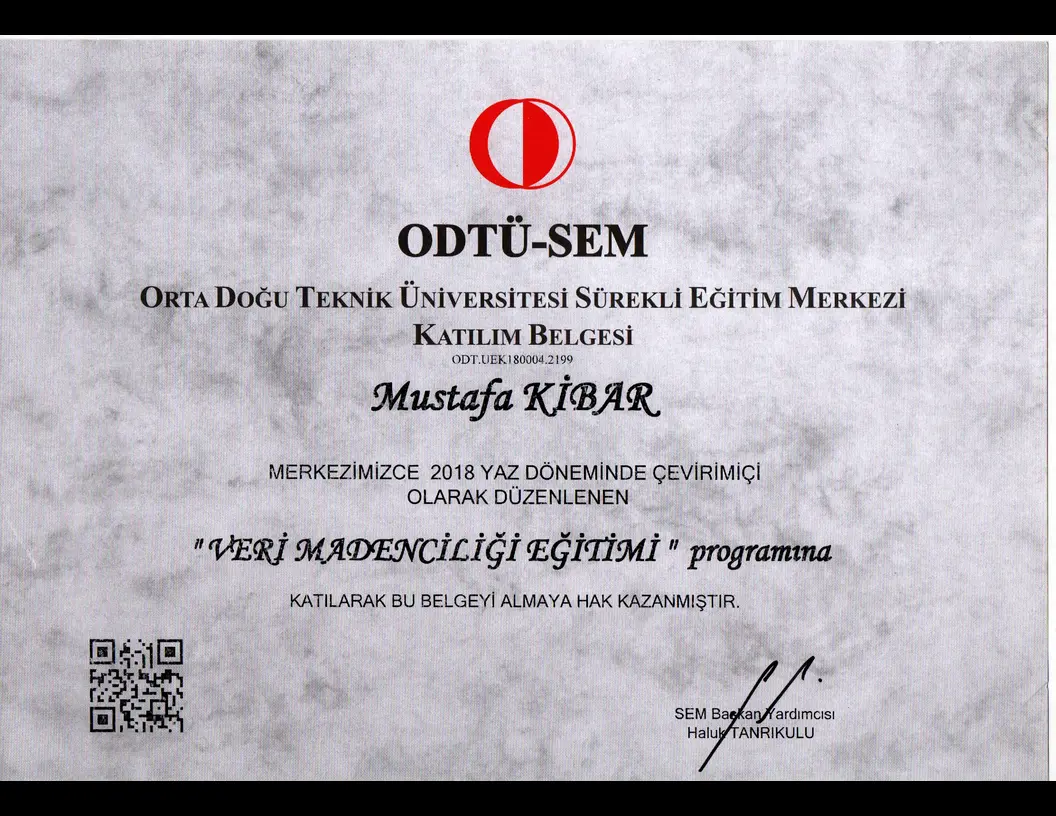 ODTÜ-SEM
ORTA DOĞU TEKNİK ÜNİVERSİTESİ SÜREKLİ EĞİTİM MERKEZİ
KATILIM BELGESİ
ODT.UEK180004.2199
Mustafa KİBAR
MERKEZİMİZCE 2018 YAZ DÖNEMİNDE ÇEVİRİMİÇİ
OLARAK DÜZENLENEN
"VERİ MADENCİLİĞİ EĞİTİMİ" programına
KATILARAK BU BELGEYİ ALMAYA HAK KAZANMIŞTIR.
SEM Başkan Yardımcısı
Haluk TANRIKULU